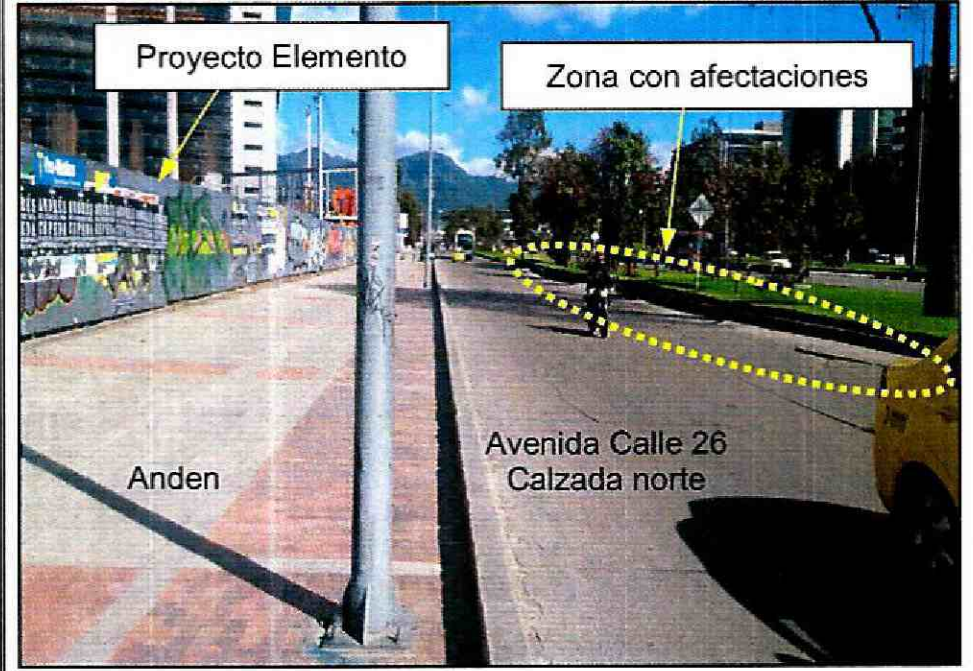 Proyecto Elemento
Zona con afectaciones
Anden
Avenida Calle 26
Calzada norte